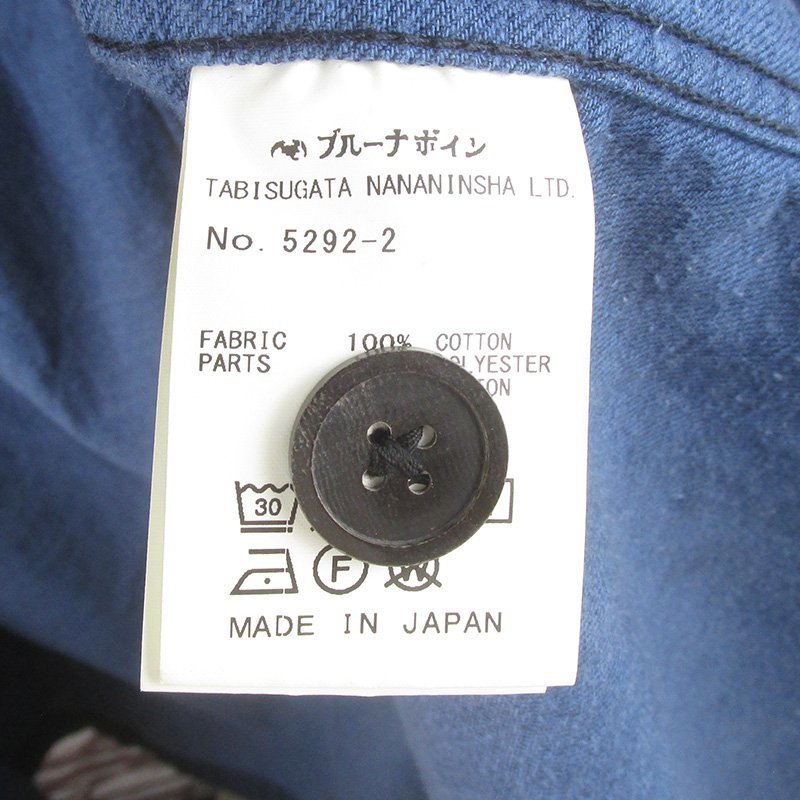 ブルーナボイン
TABISUGATA NANANINSHA LTD.
No. 5292-2
FABRIC 100% COTTON
PARTS
30
F
W
MADE IN JAPAN